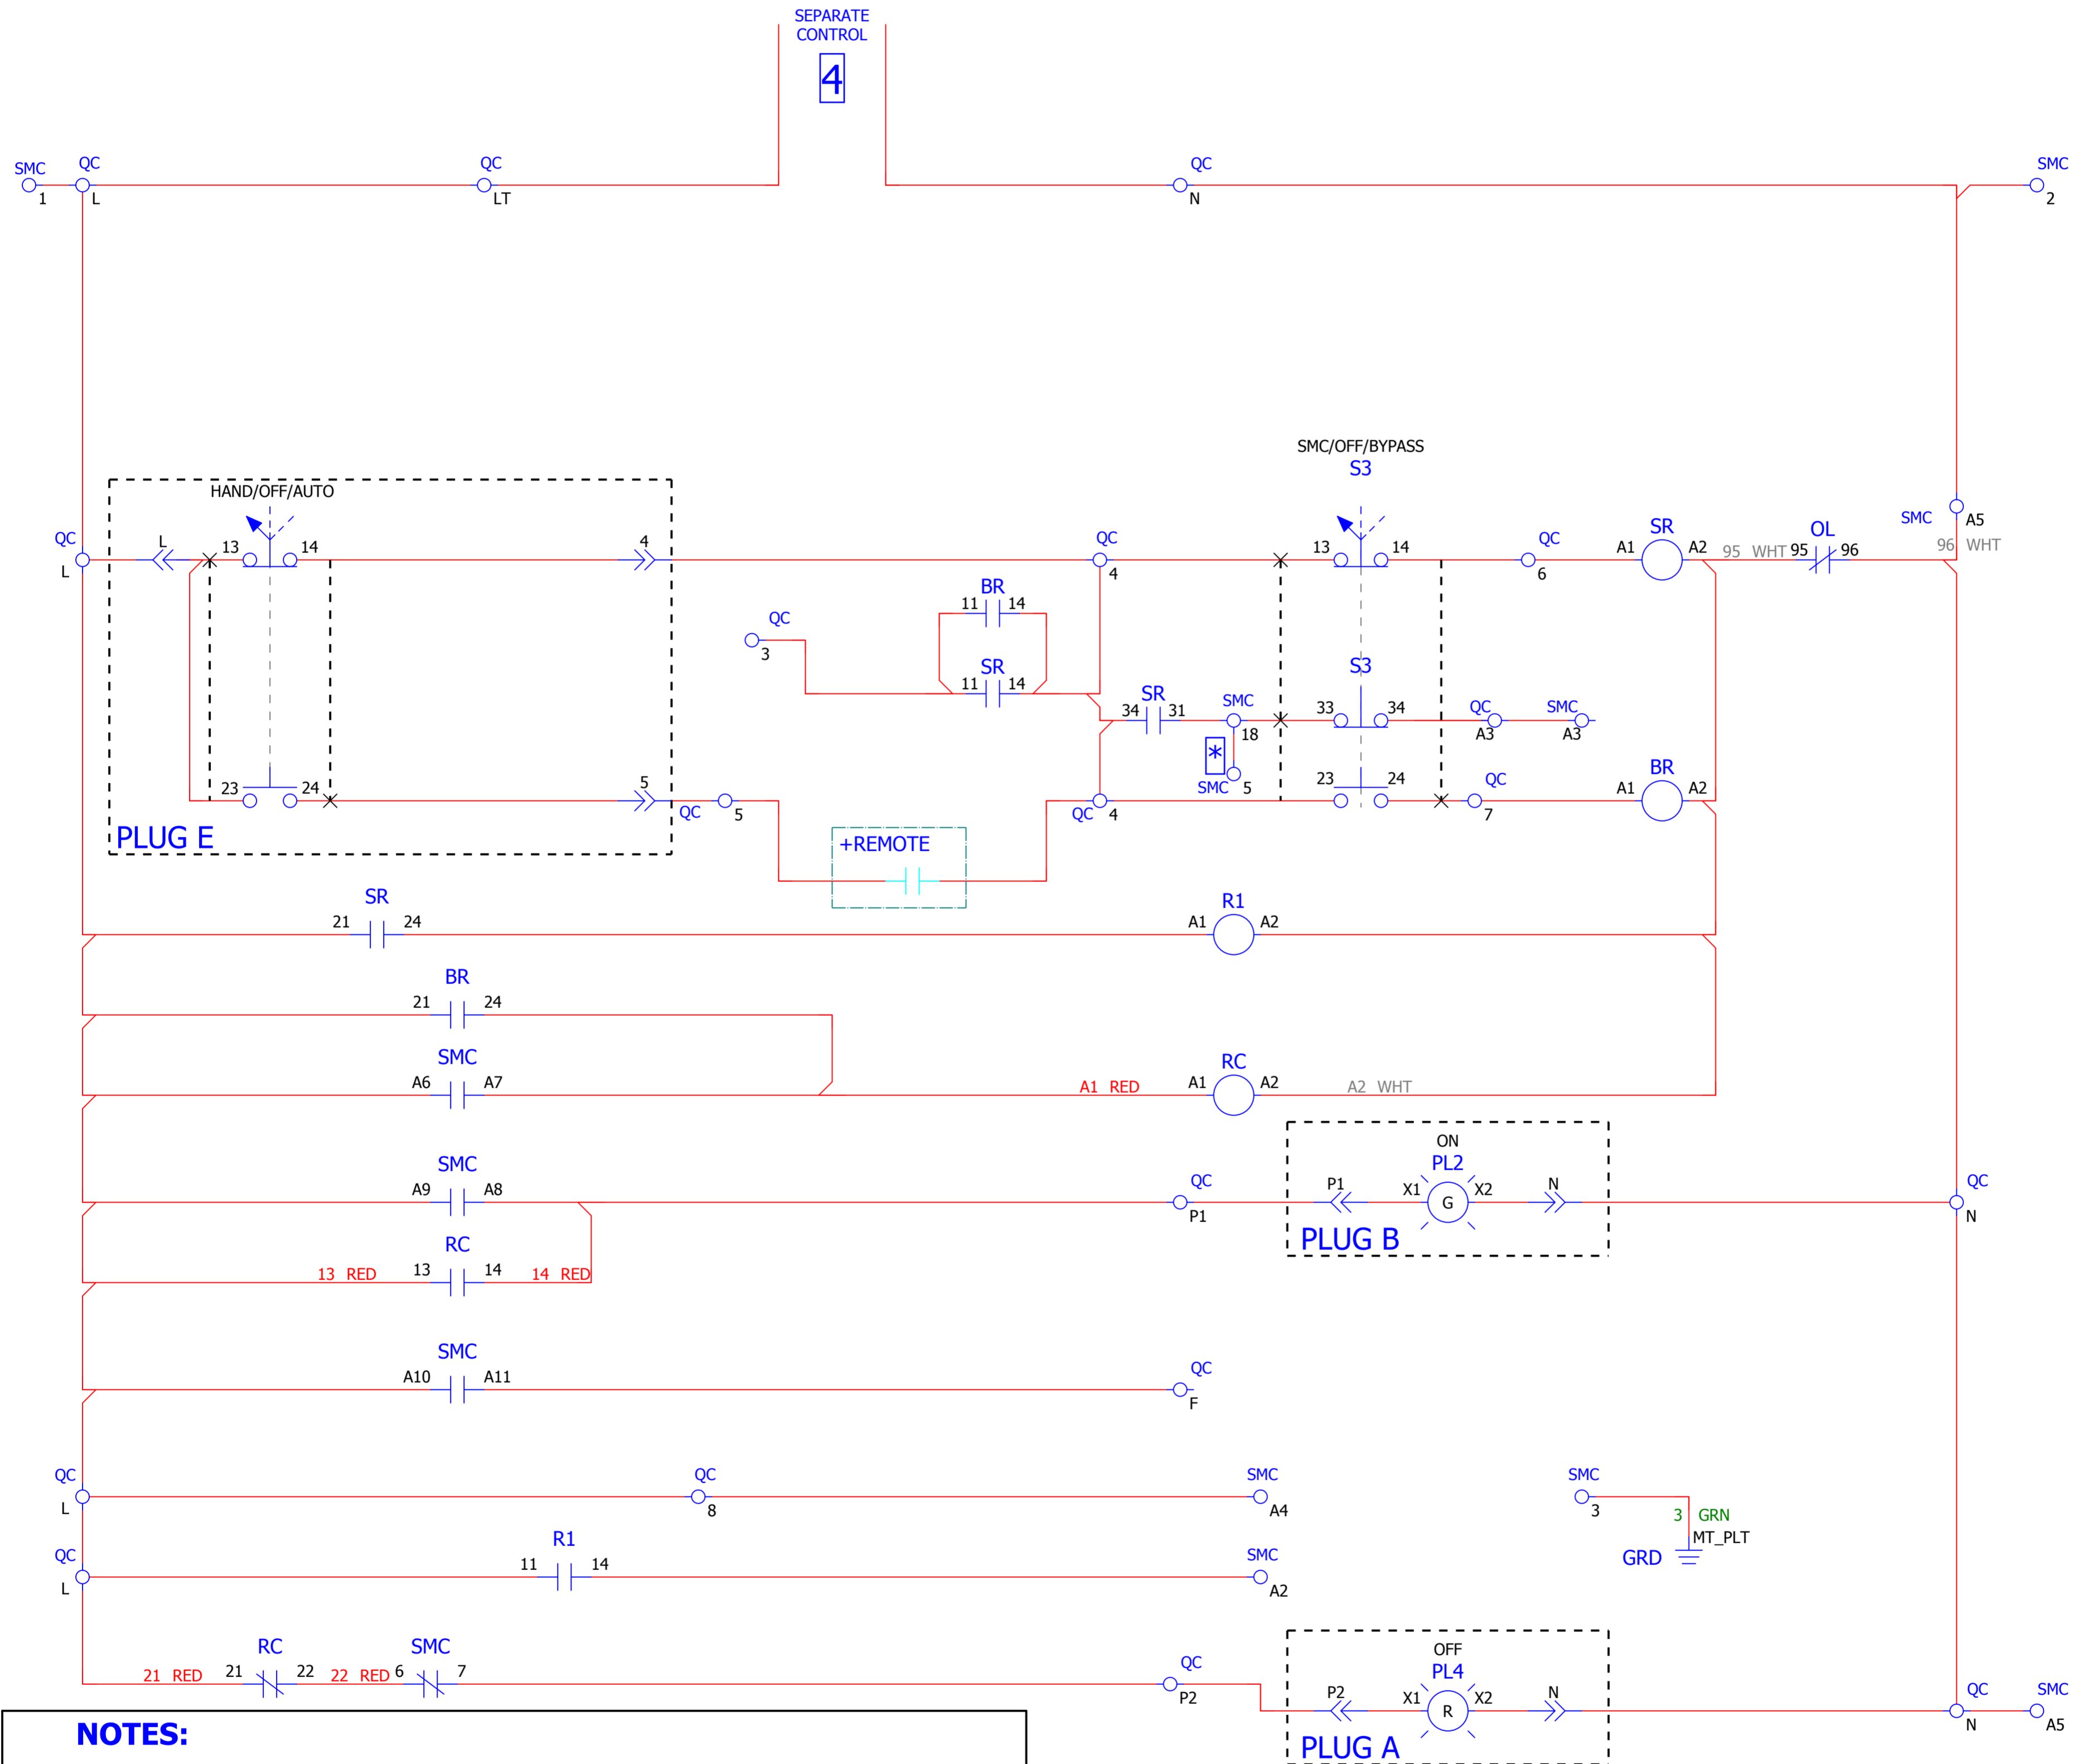 SEPARATE
CONTROL
4
SMC
1
QC
L
QC
LT
QC
N
SMC
2
SMC/OFF/BYPASS
S3
HAND/OFF/AUTO
QC
L
L
13
14
4
QC
4
13
14
QC
6
SR
A1
A2
95 WHT
OL
95
96
SMC
A5
96 WHT
BR
11
14
QC
3
SR
11
14
SR
34
31
SMC
18
*
SMC
5
S3
33
34
QC
A3
SMC
A3
23
24
5
QC
5
QC
4
23
24
QC
7
BR
A1
A2
PLUG E
+REMOTE
SR
21
24
R1
A1
A2
BR
21
24
SMC
A6
A7
A1 RED
RC
A1
A2
A2 WHT
ON
PL2
SMC
A9
A8
QC
P1
P1
X1
G
X2
N
QC
N
PLUG B
RC
13 RED
13
14
14 RED
SMC
A10
A11
QC
F
QC
L
QC
8
SMC
A4
SMC
3
3 GRN
MT_PLT
GRD
QC
L
R1
11
14
SMC
A2
RC
21 RED
21
22
22 RED
SMC
6
7
QC
P2
OFF
PL4
P2
X1
R
X2
N
QC
N
SMC
A5
PLUG A
NOTES: